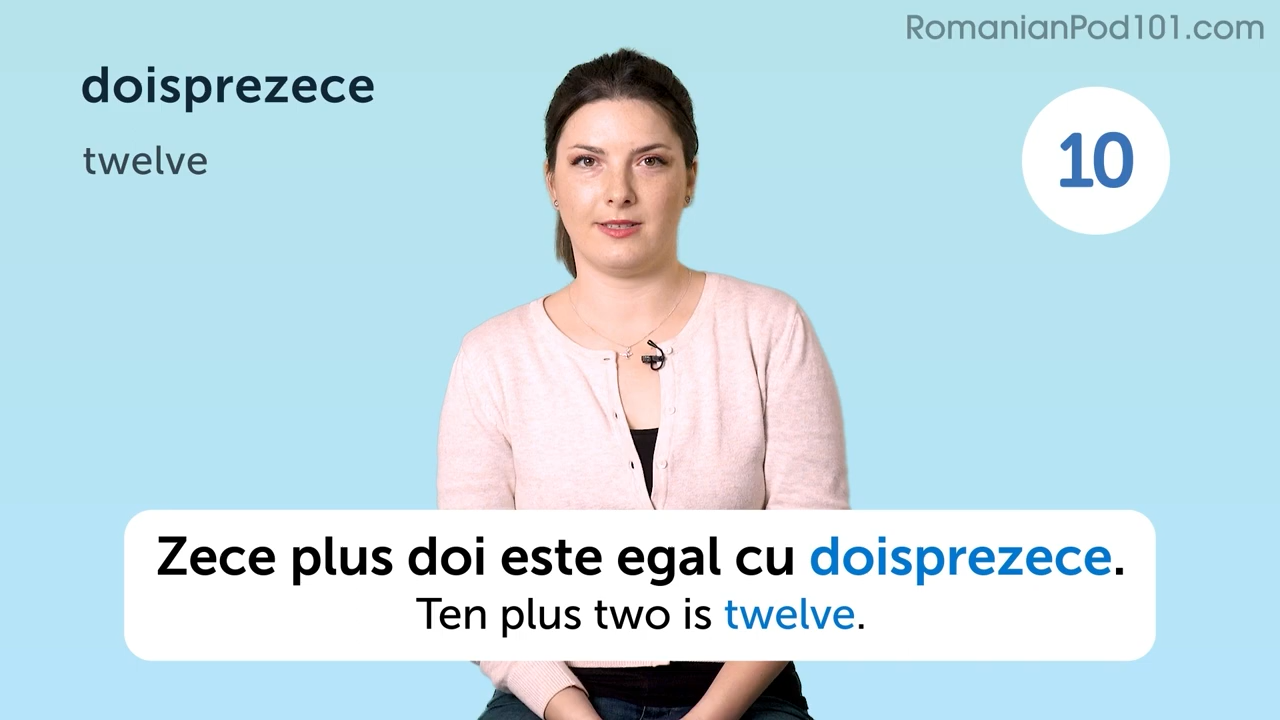 RomanianPod101.com
doisprezece
twelve
10
Zece plus doi este egal cu doisprezece.
Ten plus two is twelve.